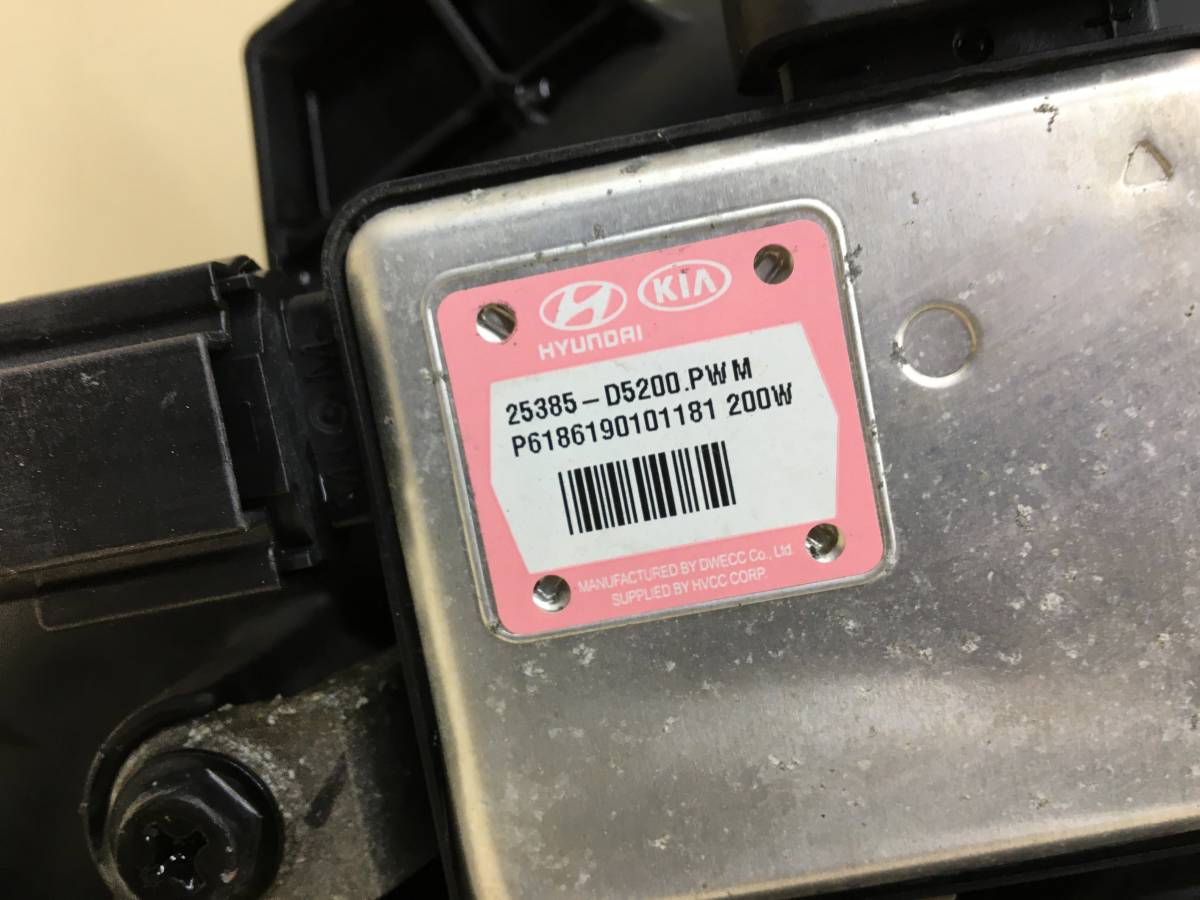 HYUNDAI
KIA
25385-D5200.PWM
P6186190101181 200W
MANUFACTURED BY DWECC Co., Ltd.
SUPPLIED BY HVCC CORP.